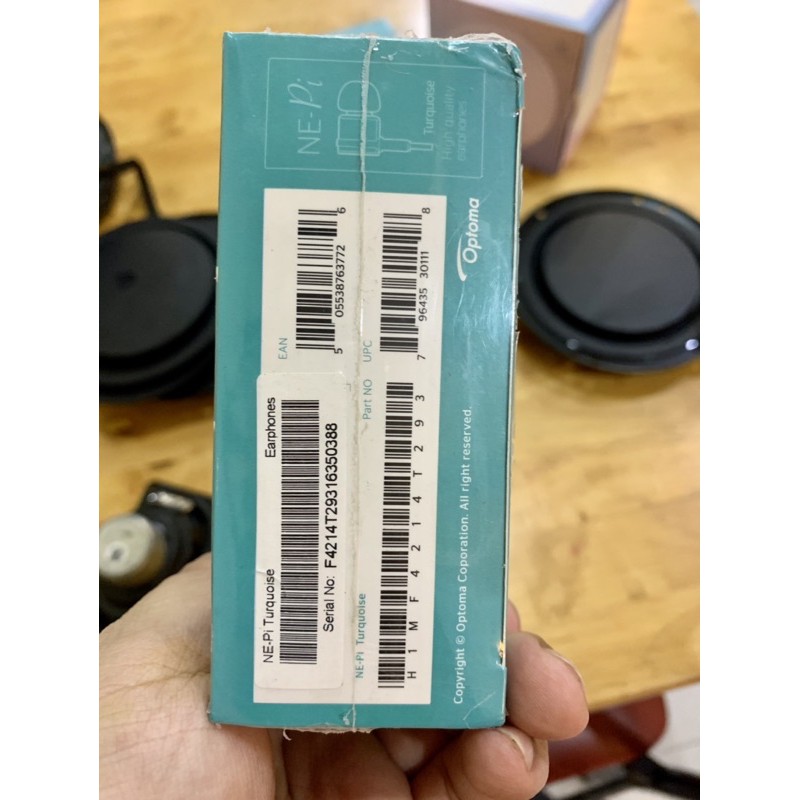 NE-Pi
Turquoise
High quality
earphones
Optoma
EAN
5 05538763772 6
UPC
7 96435 30111 8
Part NO
H 1 M F 4 2 1 4 T 2 9 3
NE-Pi Turquoise
NE-Pi Turquoise Earphones
Serial No: F4214T29316350388
Copyright © Optoma Coporation. All right reserved.